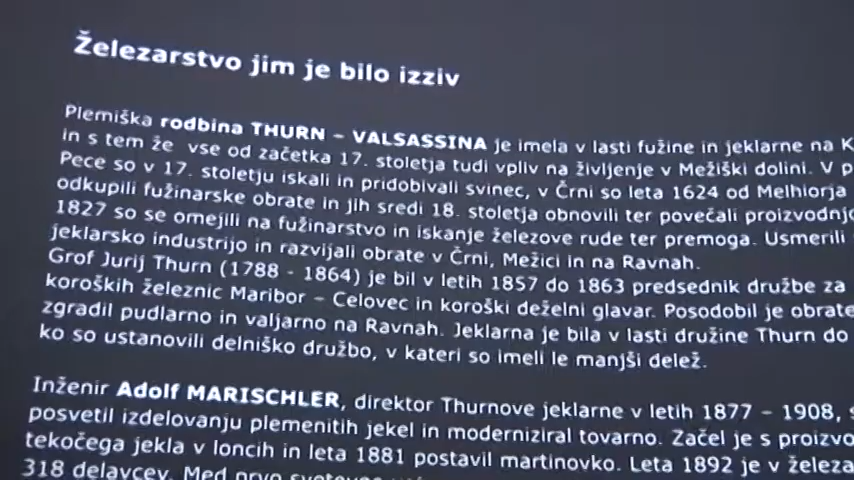 Železarstvo jim je bilo izziv
Plemiška rodbina THURN – VALSASSINA je imela v lasti fužine in jeklarne na
in s tem že vse od začetka 17. stoletja tudi vpliv na življenje v Mežiški dolini. V
Pece so v 17. stoletju iskali in pridobivali svinec, v Črni so leta 1624 od Melhiorja
odkupili fužinarske obrate in jih sredi 18. stoletja obnovili ter povečali proizvodnjo
1827 so se omejili na fužinarstvo in iskanje železove rude ter premoga. Usmerili
jeklarsko industrijo in razvijali obrate v Črni, Mežici in na Ravnah.
Grof Jurij Thurn (1788 - 1864) je bil v letih 1857 do 1863 predsednik družbe za
koroških železnic Maribor – Celovec in koroški deželni glavar. Posodobil je obrate
zgradil pudlarno in valjarno na Ravnah. Jeklarna je bila v lasti družine Thurn do
ko so ustanovili delniško družbo, v kateri so imeli le manjši delež.
Inženir Adolf MARISCHLER, direktor Thurnove jeklarne v letih 1877 – 1908,
posvetil izdelovanju plemenitih jekel in moderniziral tovarno. Začel je s
tekočega jekla v loncih in leta 1881 postavil martinovko. Leta 1892 je v
318 delavcev. Med prvo